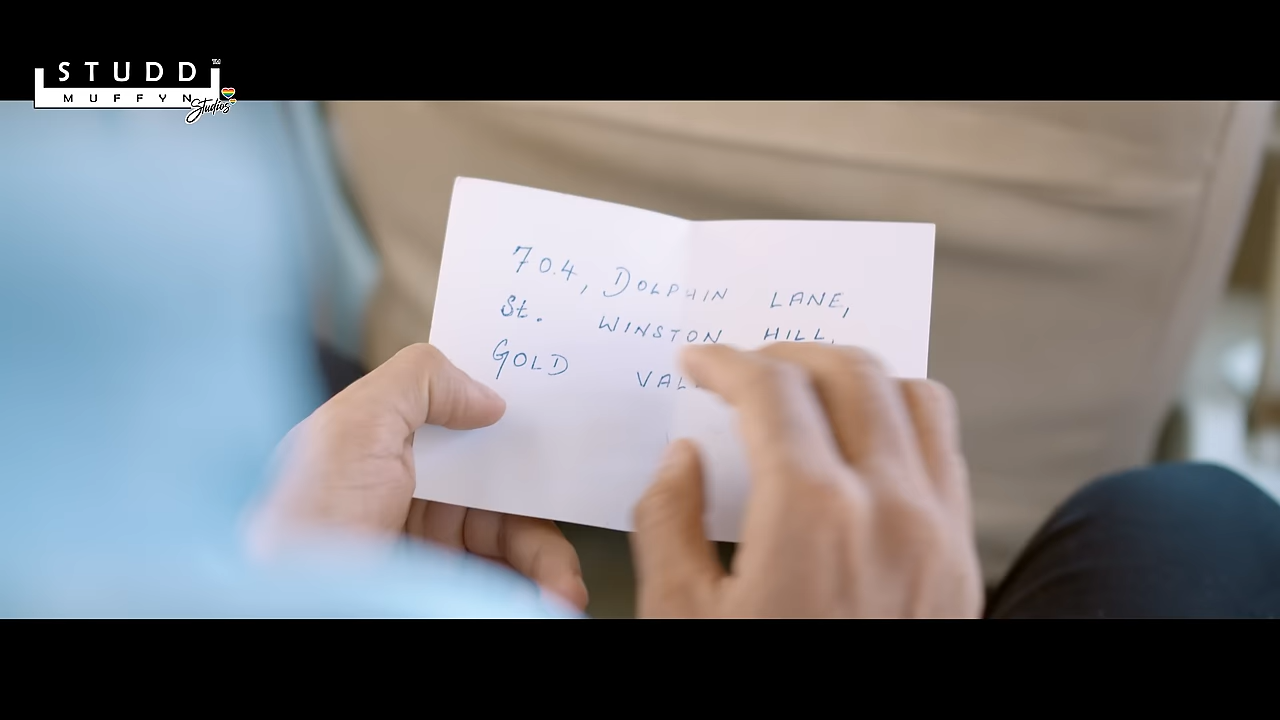 STUDD
MUFFYN
Studios
704, DOLPHIN LANE,
St. WINSTON HILL,
GOLD